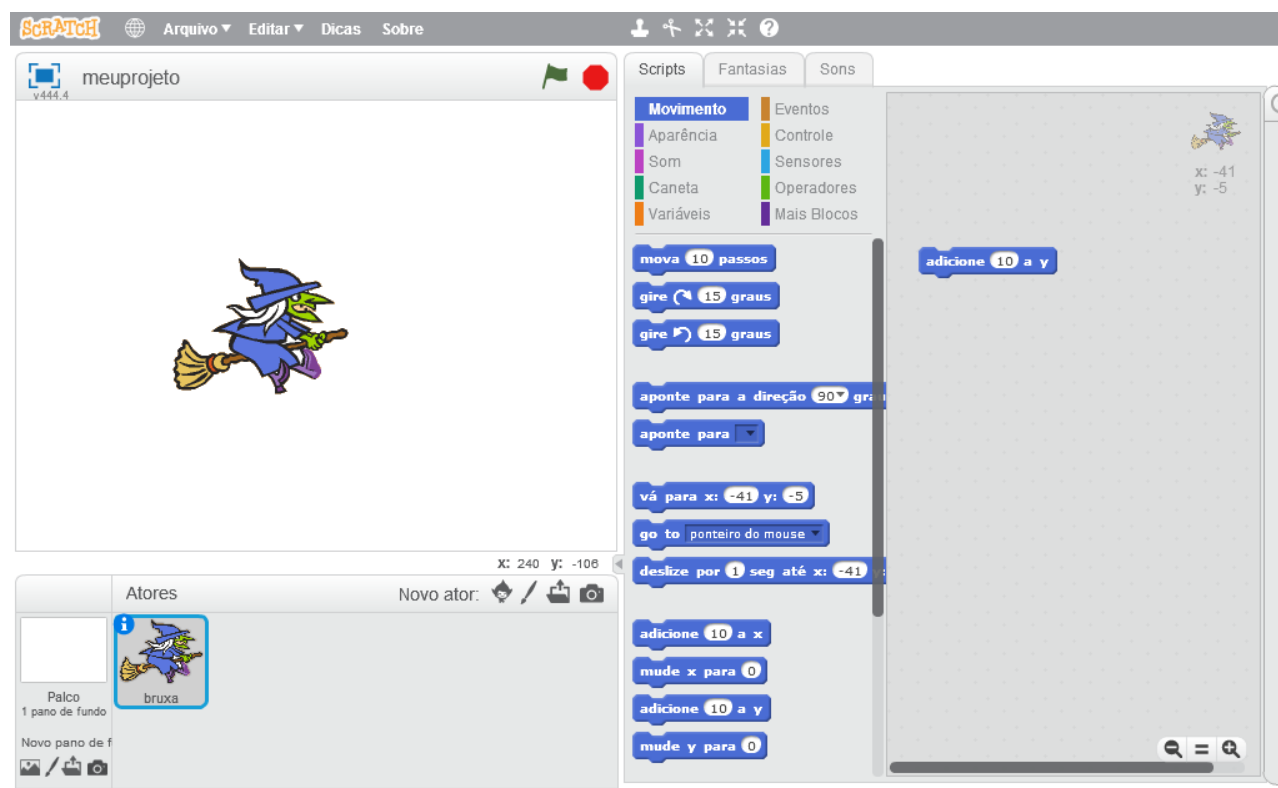 SCRATCH Arquivo Editar Dicas Sobre
meuprojeto
v444.4
x: 240 y: -106
Atores
Novo ator:
Palco
1 pano de fundo
Novo pano de f
bruxa
Scripts Fantasias Sons
Movimento Eventos
Aparência Controle
Som Sensores
Caneta Operadores
Variáveis Mais Blocos
mova 10 passos
gire 15 graus
gire 15 graus
aponte para a direção 90 grau
aponte para
vá para x: -41 y: -5
go to ponteiro do mouse
deslize por 1 seg até x: -41 y:
adicione 10 a x
mude x para 0
adicione 10 a y
mude y para 0
adicione 10 a y
x: -41
y: -5